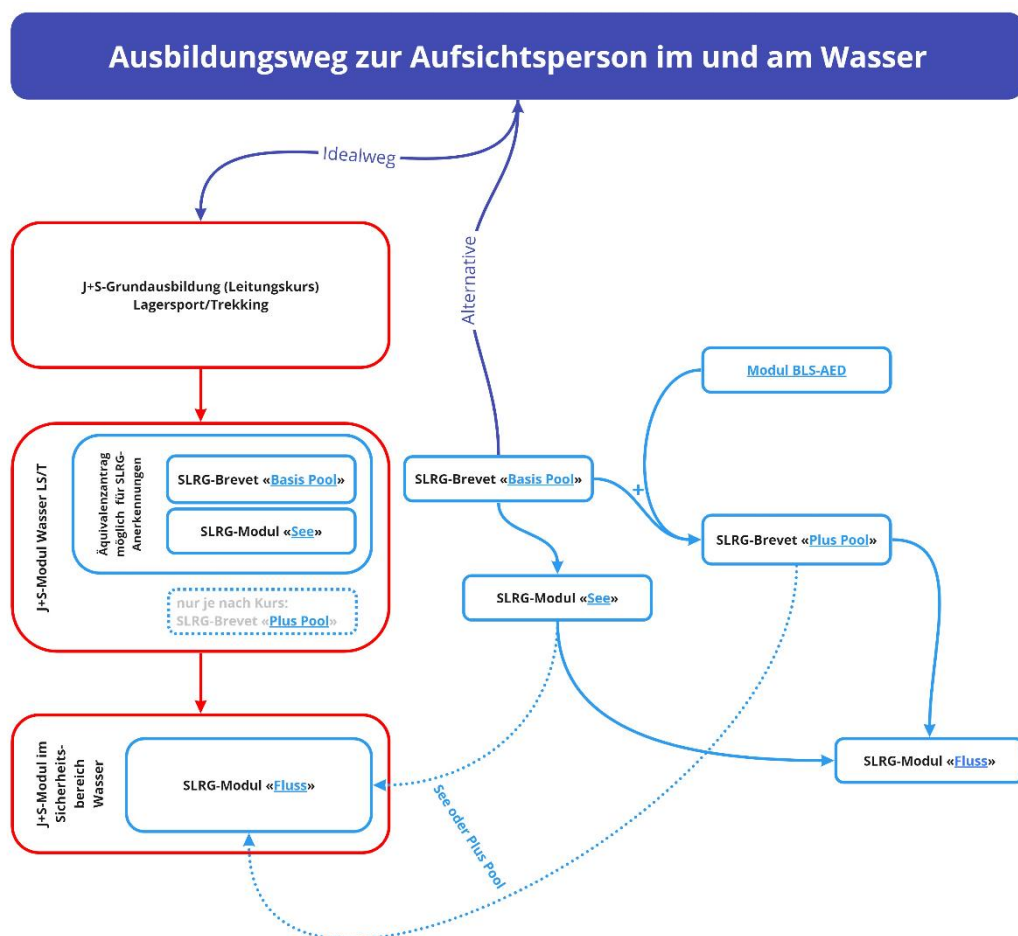 Ausbildungsweg zur Aufsichtsperson im und am Wasser
Idealweg
Alternative
J+S-Grundausbildung (Leitungskurs)
Lagersport/Trekking
J+S-Modul Wasser LS/T
Äquivalenzantrag
möglich für SLRG-
Anerkennungen
SLRG-Brevet «Basis Pool»
SLRG-Modul «See»
nur je nach Kurs:
SLRG-Brevet «Plus Pool»
J+S-Modul im
Sicherheits-
bereich
Wasser
SLRG-Modul «Fluss»
Modul BLS-AED
SLRG-Brevet «Basis Pool»
+
SLRG-Brevet «Plus Pool»
SLRG-Modul «See»
SLRG-Modul «Fluss»
See oder Plus Pool